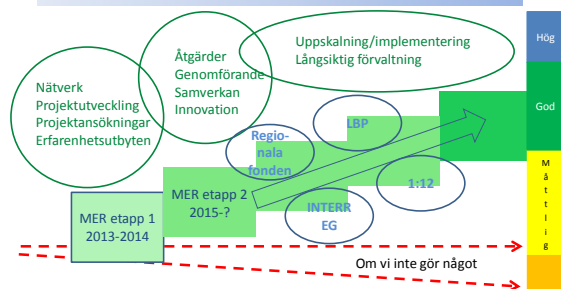 Nätverk
Projektutveckling
Projektansökningar
Erfarenhetsutbyten
Åtgärder
Genomförande
Samverkan
Innovation
Uppskalning/implementering
Långsiktig förvaltning
Hög
God
M
å
t
t
l
i
g
Regio-
nala
fonden
LBP
1:12
INTERR
EG
MER etapp 1
2013-2014
MER etapp 2
2015-?
Om vi inte gör något